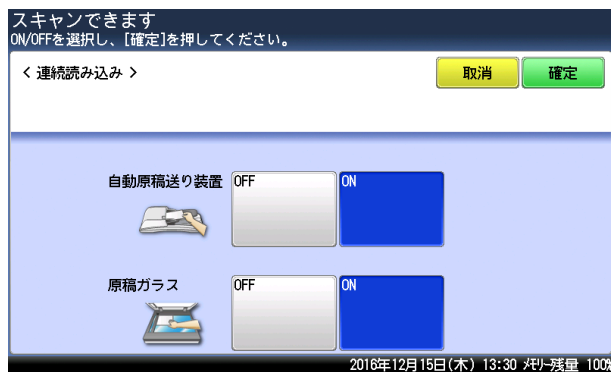 スキャンできます
ON/OFFを選択し、[確定]を押してください。
< 連続読み込み >
取消
確定
自動原稿送り装置
OFF
ON
原稿ガラス
OFF
ON
2016年12月15日(木) 13:30 メモリー残量 100%